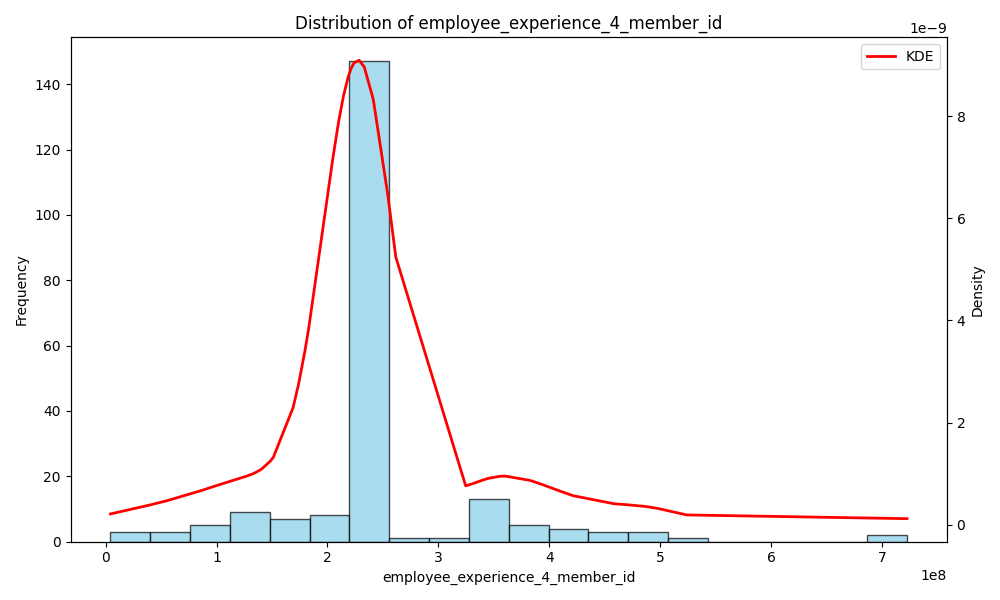 Distribution of employee_experience_4_member_id
1e−9
KDE
140
120
100
80
60
40
20
0
Frequency
8
6
4
2
0
Density
0 1 2 3 4 5 6 7
1e8
employee_experience_4_member_id